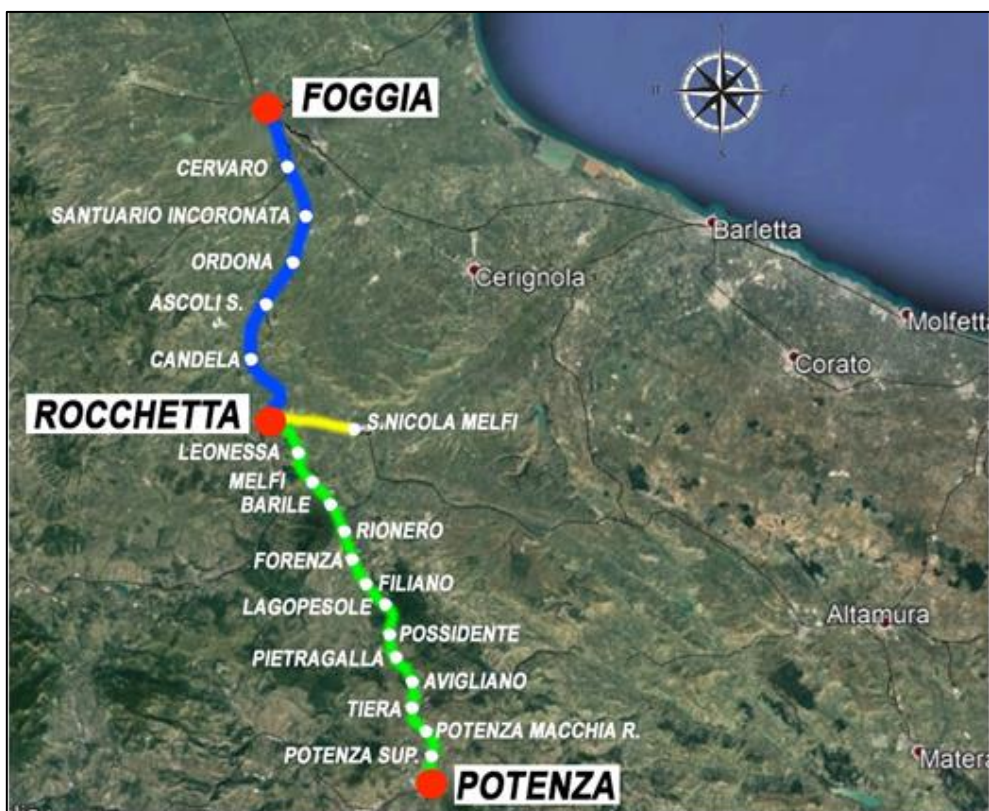 FOGGIA
CERVARO
SANTUARIO INCORONATA
ORDONA
ASCOLI S.
CANDELA
ROCCHETTA
S.NICOLA MELFI
LEONESSA
MELFI
BARILE
RIONERO
FORENZA
FILIANO
LAGOPESOLE
POSSIDENTE
PIETRAGALLA
AVIGLIANO
TIERA
POTENZA MACCHIA R.
POTENZA SUP.
POTENZA
Barletta
Cerignola
Molfetta
Corato
Altamura
Matera